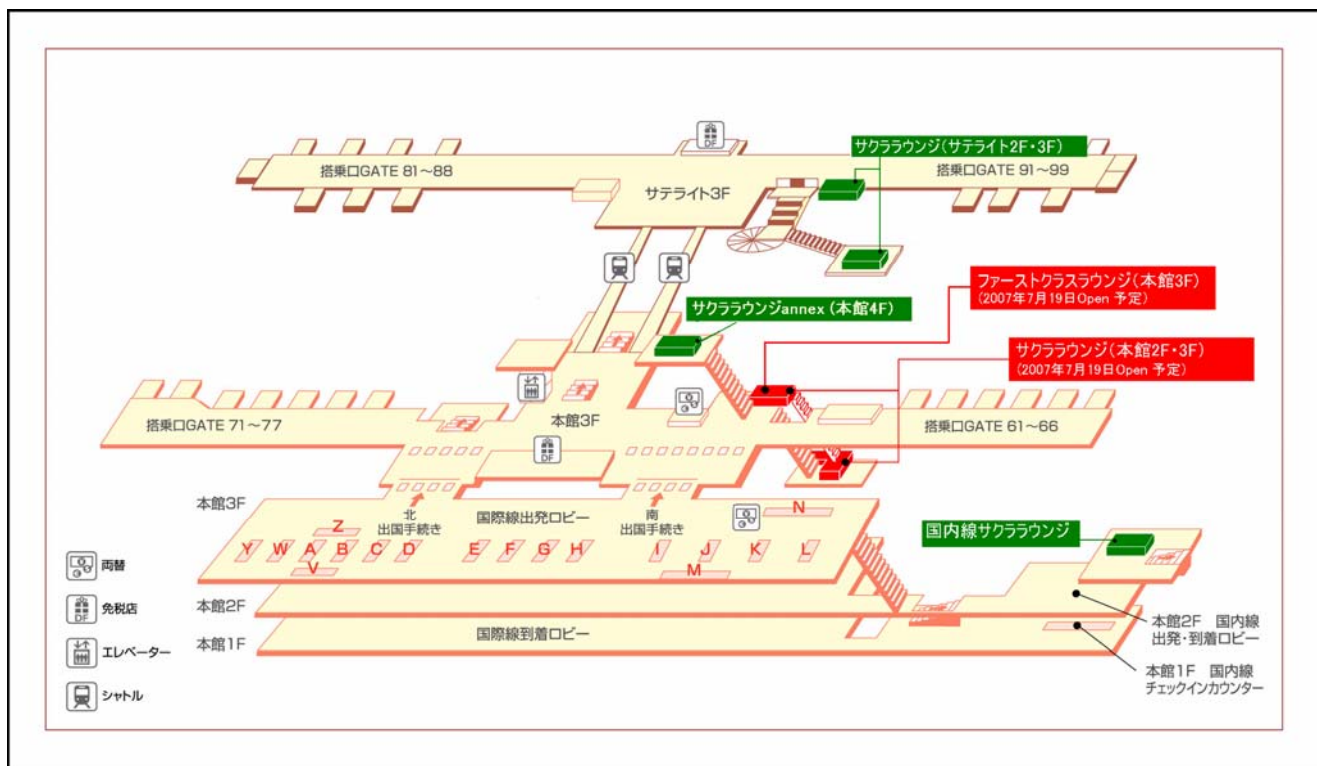 DF
サクララウンジ(サテライト2F・3F)
搭乗口GATE 81~88
搭乗口GATE 91~99
サテライト3F
ファーストクラスラウンジ(本館3F)
(2007年7月19日Open 予定)
サクララウンジannex (本館4F)
サクララウンジ(本館2F・3F)
(2007年7月19日Open 予定)
搭乗口GATE 71~77
本館3F
搭乗口GATE 61~66
DF
本館3F
北
出国手続き
国際線出発ロビー
南
出国手続き
N
Z
国内線サクララウンジ
Y W A B C D E F G H I J K L
V
M
両替
DF
免税店
エレベーター
シャトル
本館2F
本館1F
国際線到着ロビー
本館2F 国内線
出発・到着ロビー
本館1F 国内線
チェックインカウンター